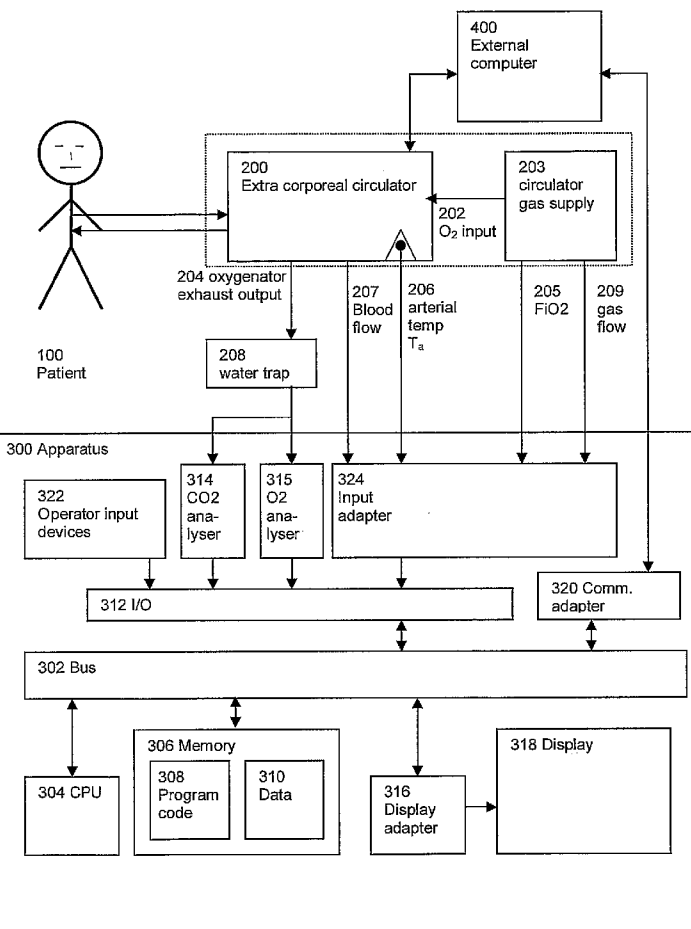 400
External
computer
200
Extra corporeal circulator
203
circulator
gas supply
202
O₂ input
204 oxygenator
exhaust output
207
Blood
flow
206
arterial
temp
Tₐ
205
FiO2
209
gas
flow
100
Patient
208
water trap
300 Apparatus
322
Operator input
devices
314
CO2
ana-
lyser
315
O2
ana-
lyser
324
Input
adapter
312 I/O
320 Comm.
adapter
302 Bus
304 CPU
306 Memory
308
Program
code
310
Data
316
Display
adapter
318 Display